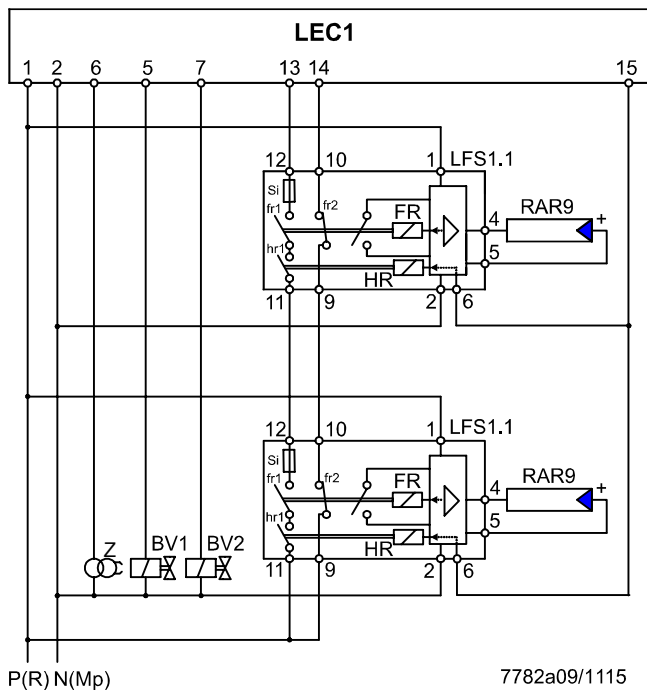 LEC1
1 2 6 5 7 13 14 15
12 10 1 LFS1.1
Si
fr1 fr2 FR 4 RAR9 +
hr1 5
HR
11 9 2 6
12 10 1 LFS1.1
Si
fr1 fr2 FR 4 RAR9 +
hr1 5
Z BV1 BV2 HR
11 9 2 6
P(R) N(Mp) 7782a09/1115